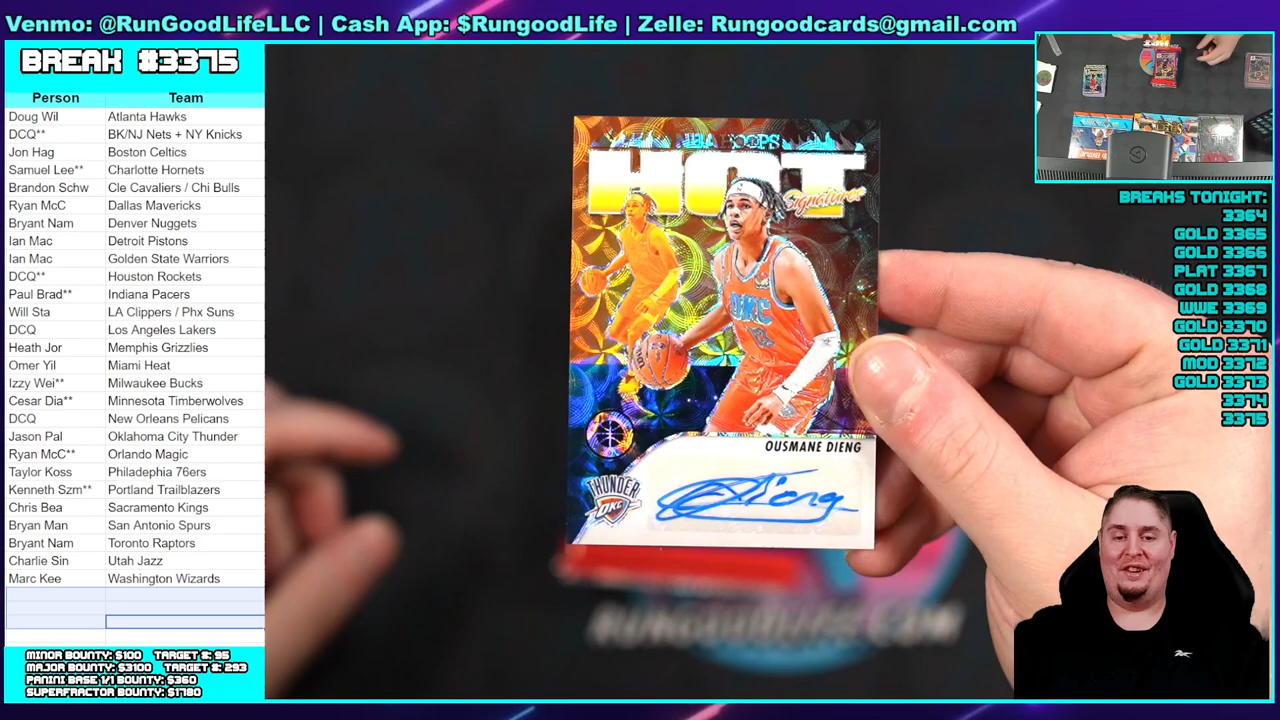 Venmo: @RunGoodLifeLLC | Cash App: $RungoodLife | Zelle: Rungoodcards@gmail.com
BREAK #3375
Person Team
Doug Wil Atlanta Hawks
DCQ** BK/NJ Nets + NY Knicks
Jon Hag Boston Celtics
Samuel Lee** Charlotte Hornets
Brandon Schw Cle Cavaliers / Chi Bulls
Ryan McC Dallas Mavericks
Bryant Nam Denver Nuggets
Ian Mac Detroit Pistons
Ian Mac Golden State Warriors
DCQ** Houston Rockets
Paul Brad** Indiana Pacers
Will Sta LA Clippers / Phx Suns
DCQ Los Angeles Lakers
Heath Jor Memphis Grizzlies
Omer Yil Miami Heat
Izzy Wei** Milwaukee Bucks
Cesar Dia** Minnesota Timberwolves
DCQ New Orleans Pelicans
Jason Pal Oklahoma City Thunder
Ryan McC** Orlando Magic
Taylor Koss Philadephia 76ers
Kenneth Szm** Portland Trailblazers
Chris Bea Sacramento Kings
Bryan Man San Antonio Spurs
Bryant Nam Toronto Raptors
Charlie Sin Utah Jazz
Marc Kee Washington Wizards
MINOR BOUNTY: $100 TARGET #: 95
MAJOR BOUNTY: $3100 TARGET #: 293
PANINI BASE 1/1 BOUNTY: $360
SUPERFRACTOR BOUNTY: $1780
HOOPS
HOT
Signatures
OKC
OUSMANE DIENG
THUNDER
OKC
BREAKS TONIGHT:
3364
GOLD 3365
GOLD 3366
PLAT 3367
GOLD 3368
WWE 3369
GOLD 3370
GOLD 3371
MOD 3372
GOLD 3373
3374
3375